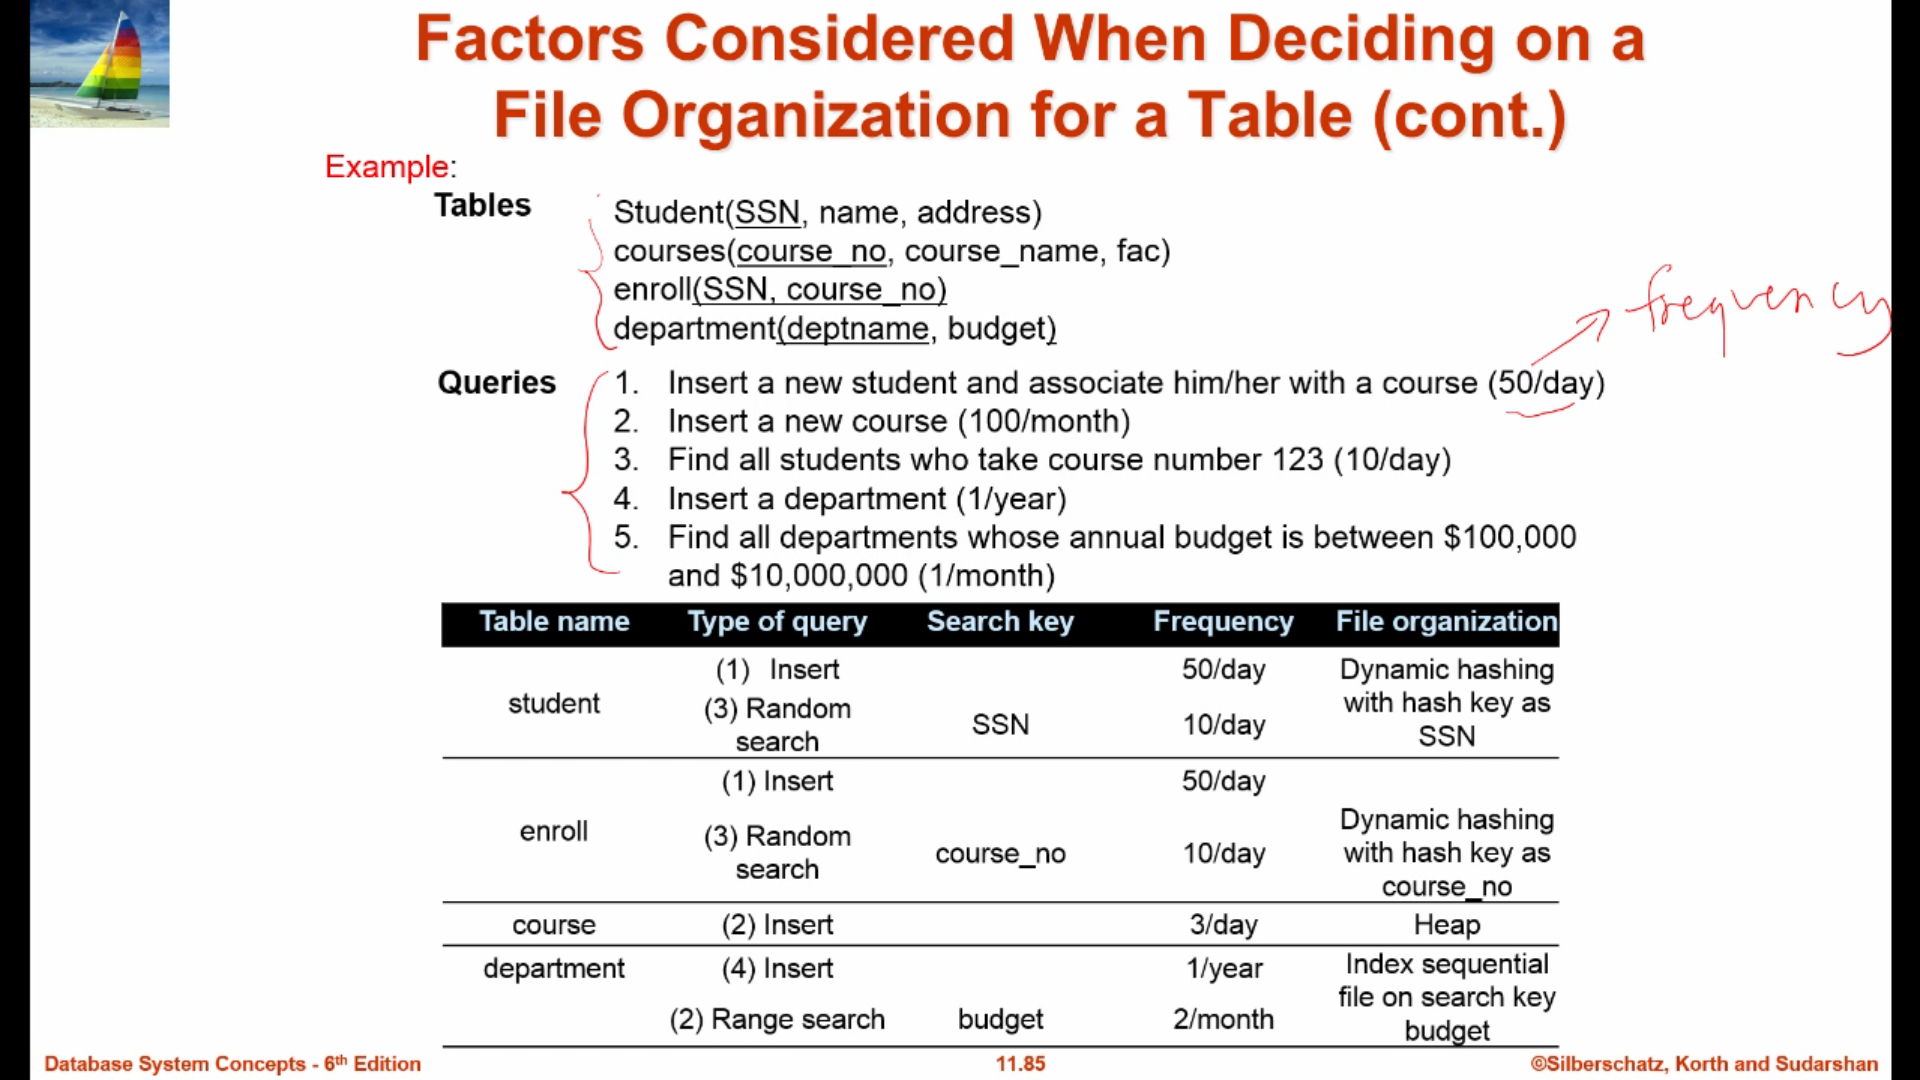 Factors Considered When Deciding on a
File Organization for a Table (cont.)
Example:
Tables
Student(SSN, name, address)
courses(course_no, course_name, fac)
enroll(SSN, course_no)
department(deptname, budget)
frequency
Queries
1. Insert a new student and associate him/her with a course (50/day)
2. Insert a new course (100/month)
3. Find all students who take course number 123 (10/day)
4. Insert a department (1/year)
5. Find all departments whose annual budget is between $100,000
and $10,000,000 (1/month)
Table name Type of query Search key Frequency File organization
student (1) Insert 50/day Dynamic hashing
(3) Random search SSN 10/day with hash key as SSN
enroll (1) Insert 50/day
(3) Random search course_no 10/day Dynamic hashing with hash key as course_no
course (2) Insert 3/day Heap
department (4) Insert 1/year Index sequential
(2) Range search budget 2/month file on search key budget
Database System Concepts - 6th Edition 11.85 ©Silberschatz, Korth and Sudarshan